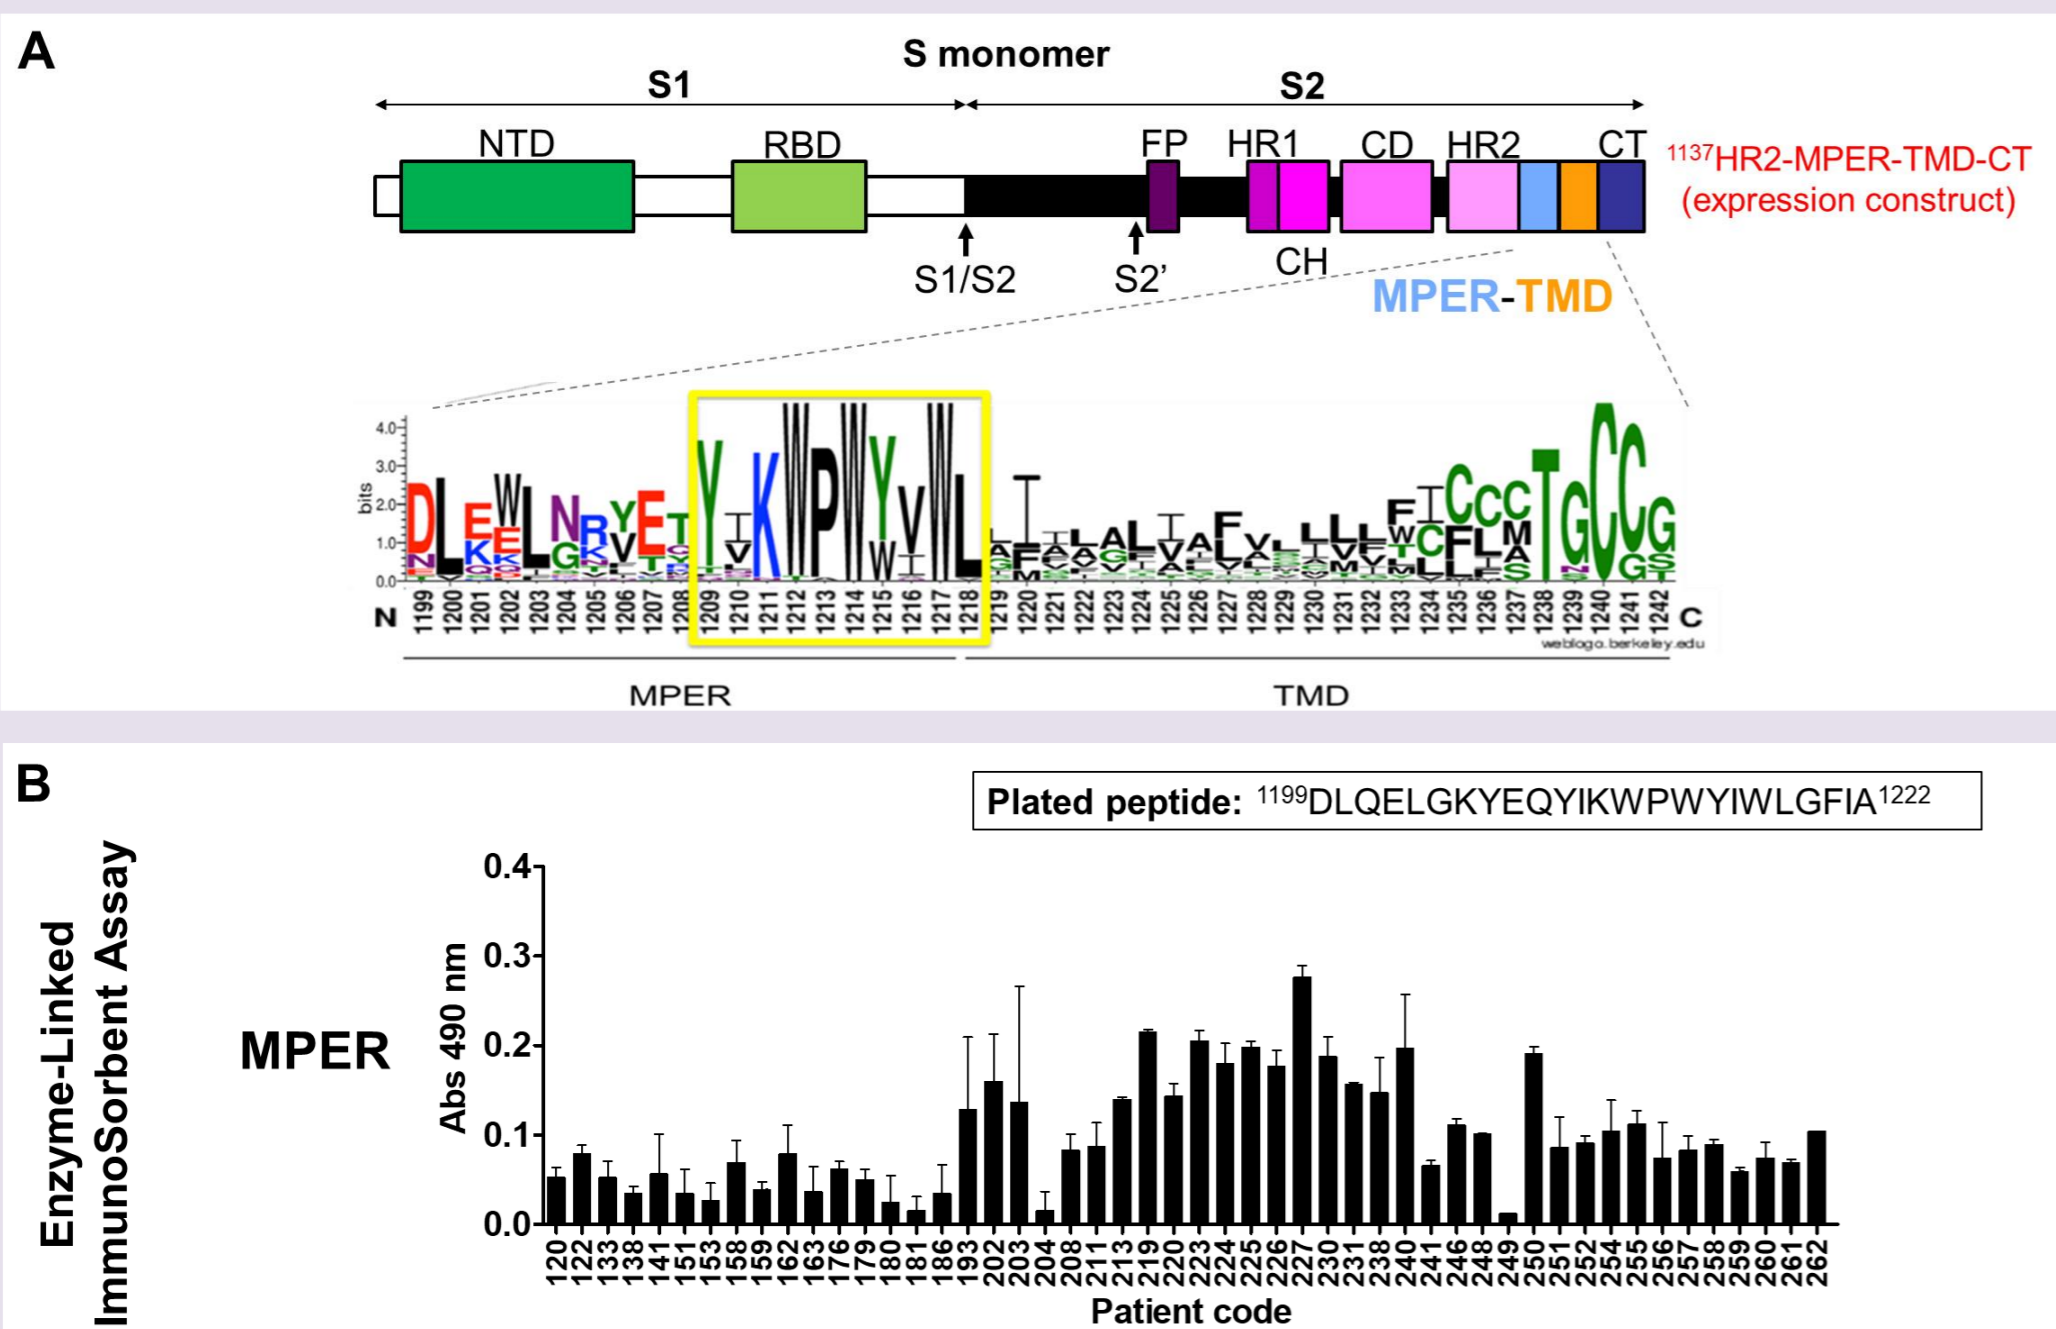 A
S monomer
S1 S2
NTD RBD FP HR1 CD HR2 CT
¹¹³⁷HR2-MPER-TMD-CT
(expression construct)
S1/S2 S2’ CH
MPER-TMD
bits
4.0
3.0
2.0
1.0
0.0
N 1199 1200 1201 1202 1203 1204 1205 1206 1207 1208 1209 1210 1211 1212 1213 1214 1215 1216 1217 1218 1219 1220 1221 1222 1223 1224 1225 1226 1227 1228 1229 1230 1231 1232 1233 1234 1235 1236 1237 1238 1239 1240 1241 1242 C
weblogo.berkeley.edu
MPER TMD
B
Plated peptide: ¹¹⁹⁹DLQELGKYEQYIKWPWYIWLGFIA¹²²²
Enzyme-Linked
ImmunoSorbent Assay
MPER
Abs 490 nm
0.4
0.3
0.2
0.1
0.0
120 122 133 138 141 151 153 158 159 162 163 176 179 180 181 186 193 202 203 204 208 211 213 219 220 223 224 225 226 227 230 231 238 240 241 246 248 249 250 251 252 254 255 256 257 258 259 260 261 262
Patient code